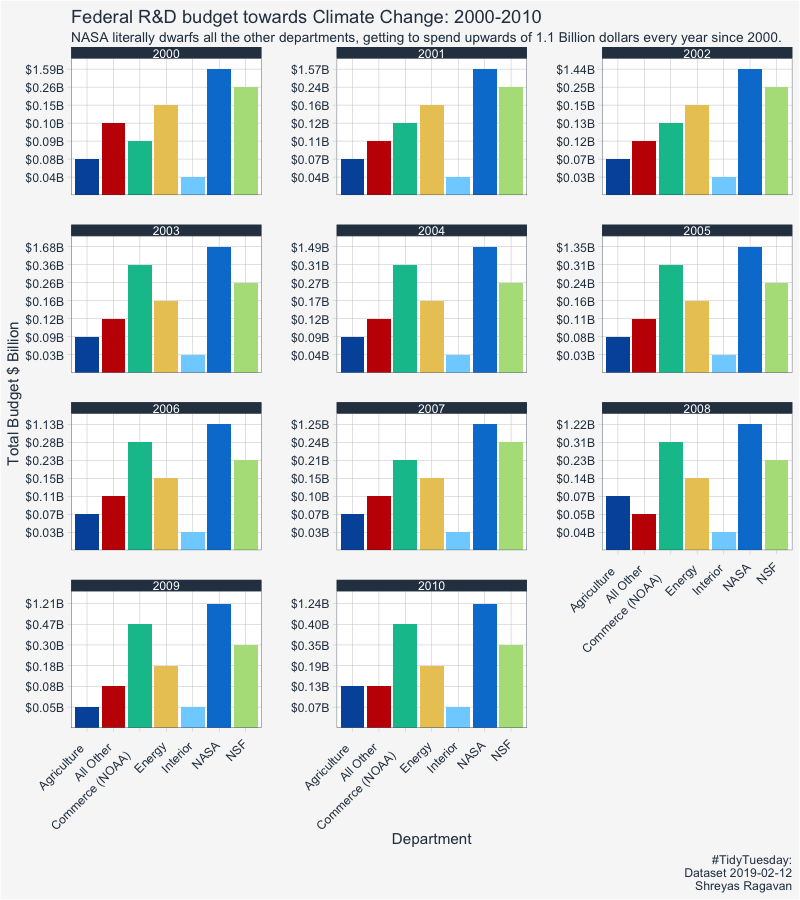 Federal R&D budget towards Climate Change: 2000-2010
NASA literally dwarfs all the other departments, getting to spend upwards of 1.1 Billion dollars every year since 2000.
2000
$1.59B
$0.26B
$0.15B
$0.10B
$0.09B
$0.08B
$0.04B
2001
$1.57B
$0.24B
$0.16B
$0.12B
$0.11B
$0.07B
$0.04B
2002
$1.44B
$0.25B
$0.15B
$0.13B
$0.12B
$0.07B
$0.03B
2003
$1.68B
$0.36B
$0.26B
$0.16B
$0.12B
$0.09B
$0.03B
2004
$1.49B
$0.31B
$0.27B
$0.17B
$0.12B
$0.09B
$0.04B
2005
$1.35B
$0.31B
$0.24B
$0.16B
$0.11B
$0.08B
$0.03B
2006
$1.13B
$0.28B
$0.23B
$0.15B
$0.11B
$0.07B
$0.03B
2007
$1.25B
$0.24B
$0.21B
$0.15B
$0.10B
$0.07B
$0.03B
2008
$1.22B
$0.31B
$0.23B
$0.14B
$0.07B
$0.05B
$0.04B
Agriculture
All Other
Commerce (NOAA)
Energy
Interior
NASA
NSF
2009
$1.21B
$0.47B
$0.30B
$0.18B
$0.08B
$0.05B
Agriculture
All Other
Commerce (NOAA)
Energy
Interior
NASA
NSF
2010
$1.24B
$0.40B
$0.35B
$0.19B
$0.13B
$0.07B
Agriculture
All Other
Commerce (NOAA)
Energy
Interior
NASA
NSF
Total Budget $ Billion
Department
#TidyTuesday:
Dataset 2019-02-12
Shreyas Ragavan